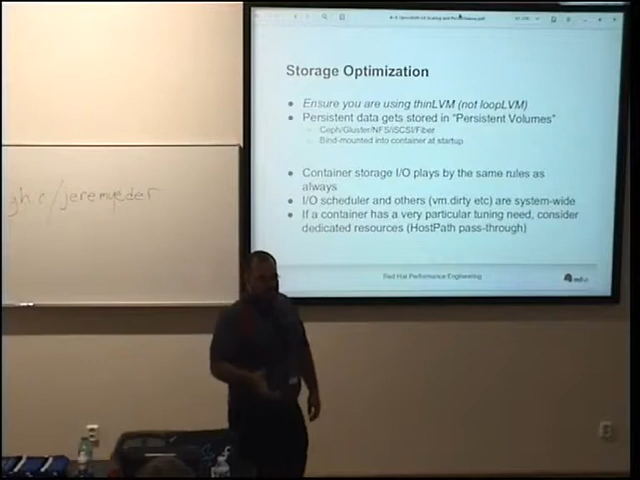 Storage Optimization
● Ensure you are using thinLVM (not loopLVM)
● Persistent data gets stored in “Persistent Volumes”
○ Ceph/Gluster/NFS/iSCSI/Fiber
○ Bind-mounted into container at startup
● Container storage I/O plays by the same rules as
always
● I/O scheduler and others (vm.dirty etc) are system-wide
● If a container has a very particular tuning need, consider
dedicated resources (HostPath pass-through)
Red Hat Performance Engineering
gh.c/jeremyeder